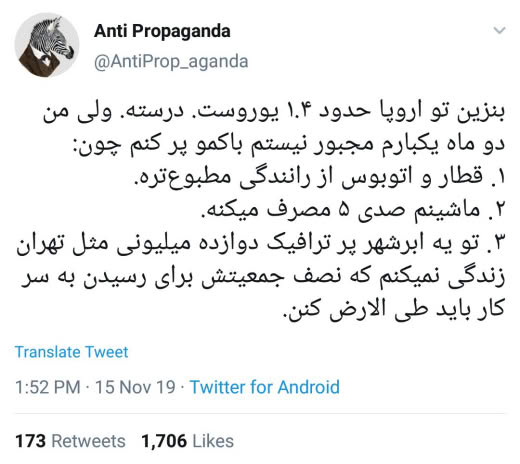 Anti Propaganda
@AntiProp_aganda
بنزین تو اروپا حدود ۱.۴ یوروست. درسته. ولی من
دو ماه یکبارم مجبور نیستم باکمو پر کنم چون:
۱. قطار و اتوبوس از رانندگی مطبوع‌تره.
۲. ماشینم صدی ۵ مصرف میکنه.
۳. تو یه ابرشهر پر ترافیک دوازده میلیونی مثل تهران
زندگی نمیکنم که نصف جمعیتش برای رسیدن به سر
کار باید طی الارض کنن.
Translate Tweet
1:52 PM · 15 Nov 19 · Twitter for Android
173 Retweets 1,706 Likes